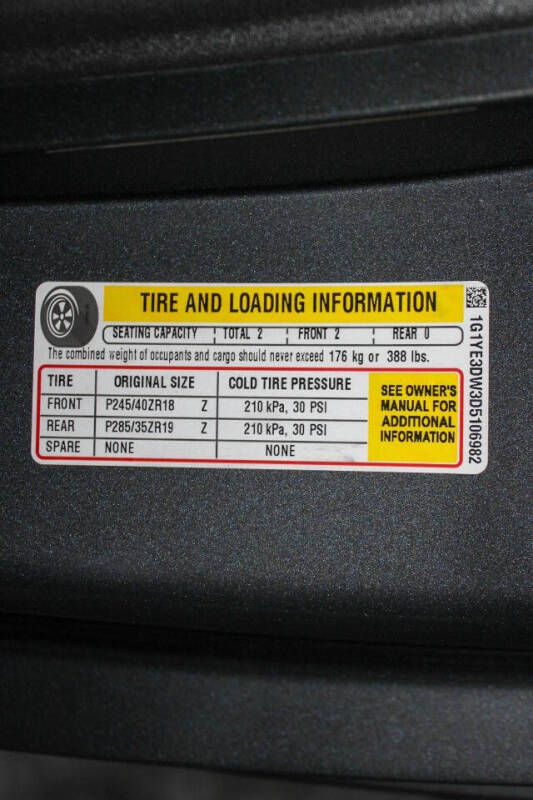 TIRE AND LOADING INFORMATION
SEATING CAPACITY TOTAL 2 FRONT 2 REAR 0
The combined weight of occupants and cargo should never exceed 176 kg or 388 lbs.
TIRE ORIGINAL SIZE COLD TIRE PRESSURE
FRONT P245/40ZR18 Z 210 kPa, 30 PSI
REAR P285/35ZR19 Z 210 kPa, 30 PSI
SPARE NONE NONE
SEE OWNER'S
MANUAL FOR
ADDITIONAL
INFORMATION
1G1YE3DW3D5106982